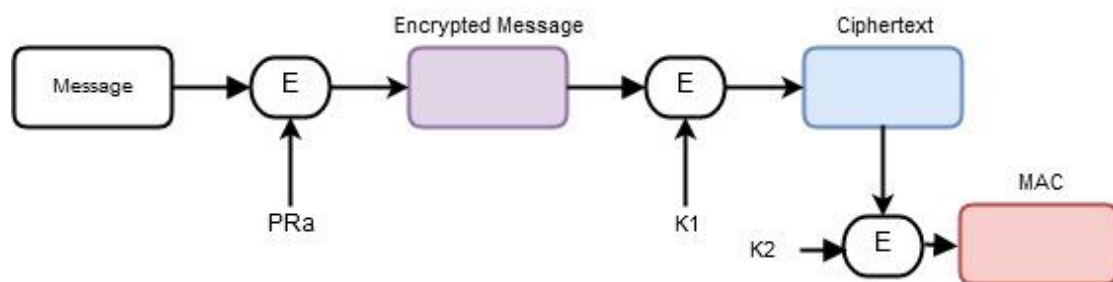 Encrypted Message
Ciphertext
Message
E
E
PRa
K1
MAC
K2
E